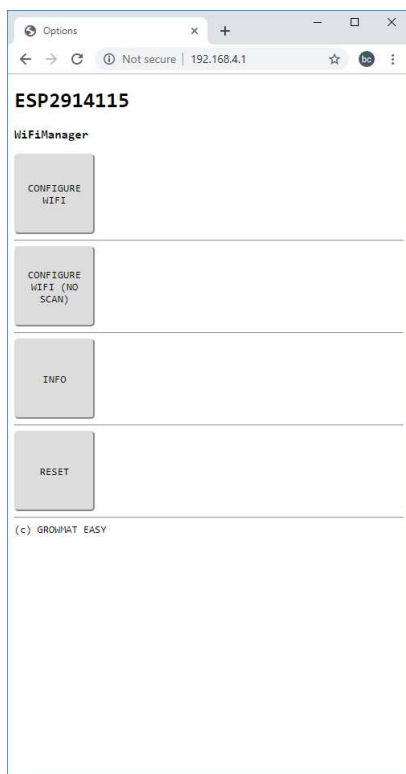 Options
Not secure | 192.168.4.1
bc
ESP2914115
WiFiManager
CONFIGURE
WIFI
CONFIGURE
WIFI (NO
SCAN)
INFO
RESET
(c) GROWMAT EASY